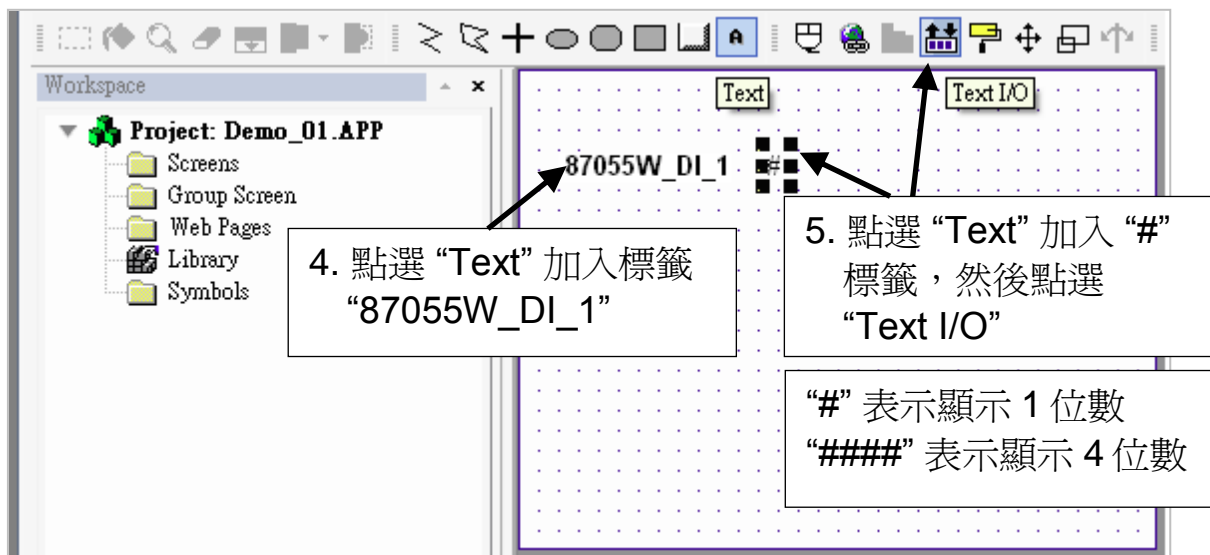 Workspace
Project: Demo_01.APP
Screens
Group Screen
Web Pages
Library
Symbols
A
Text
Text I/O
87055W_DI_1
#
4. 點選 “Text” 加入標籤
“87055W_DI_1”
5. 點選 “Text” 加入 “#”
標籤，然後點選
“Text I/O”
“#” 表示顯示 1 位數
“####” 表示顯示 4 位數